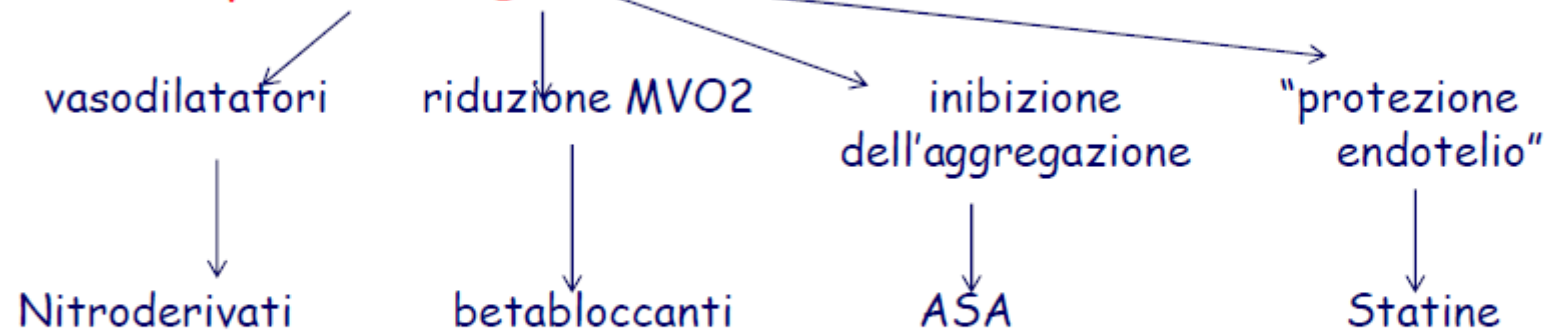 vasodilatatori riduzione MVO2 inibizione "protezione
dell'aggregazione endotelio"
Nitroderivati betabloccanti ASA Statine